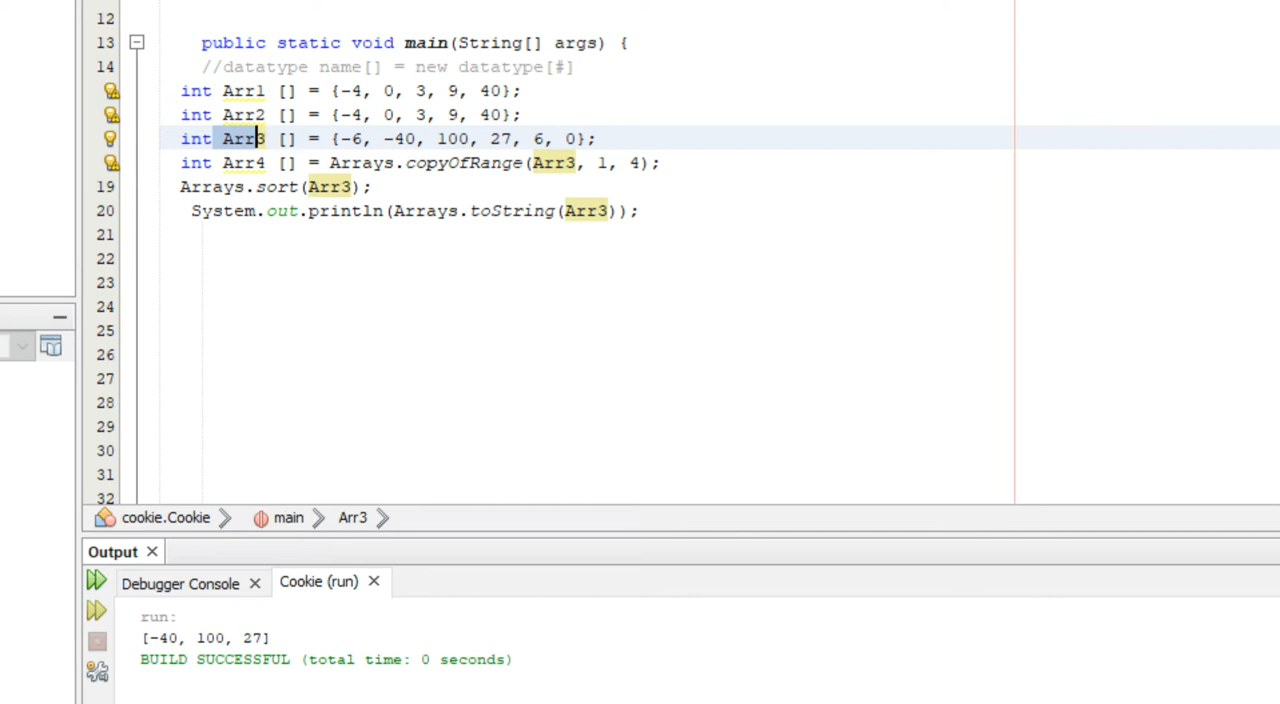 12
13 public static void main(String[] args) {
14 //datatype name[] = new datatype[#]
int Arr1 [] = {-4, 0, 3, 9, 40};
int Arr2 [] = {-4, 0, 3, 9, 40};
int Arr3 [] = {-6, -40, 100, 27, 6, 0};
int Arr4 [] = Arrays.copyOfRange(Arr3, 1, 4);
19 Arrays.sort(Arr3);
20 System.out.println(Arrays.toString(Arr3));
21
22
23
24
25
26
27
28
29
30
31
32
cookie.Cookie main Arr3
Output
Debugger Console Cookie (run)
run:
[-40, 100, 27]
BUILD SUCCESSFUL (total time: 0 seconds)